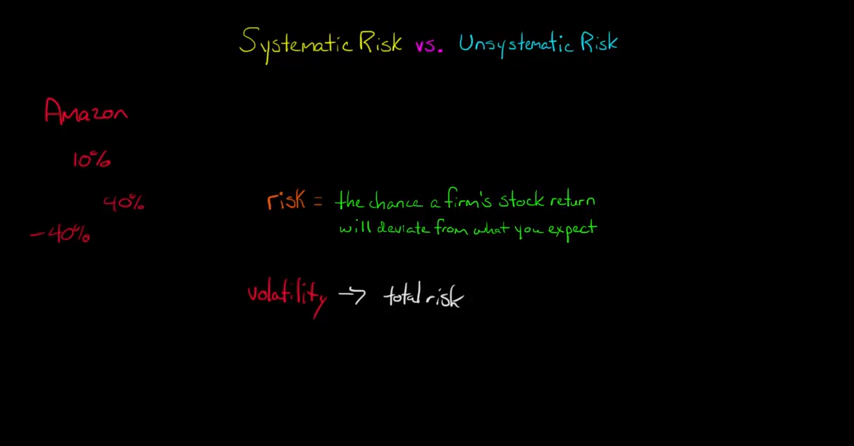 Systematic Risk vs. Unsystematic Risk
Amazon
10%
40%
-40%
risk = the chance a firm's stock return
will deviate from what you expect
volatility → total risk